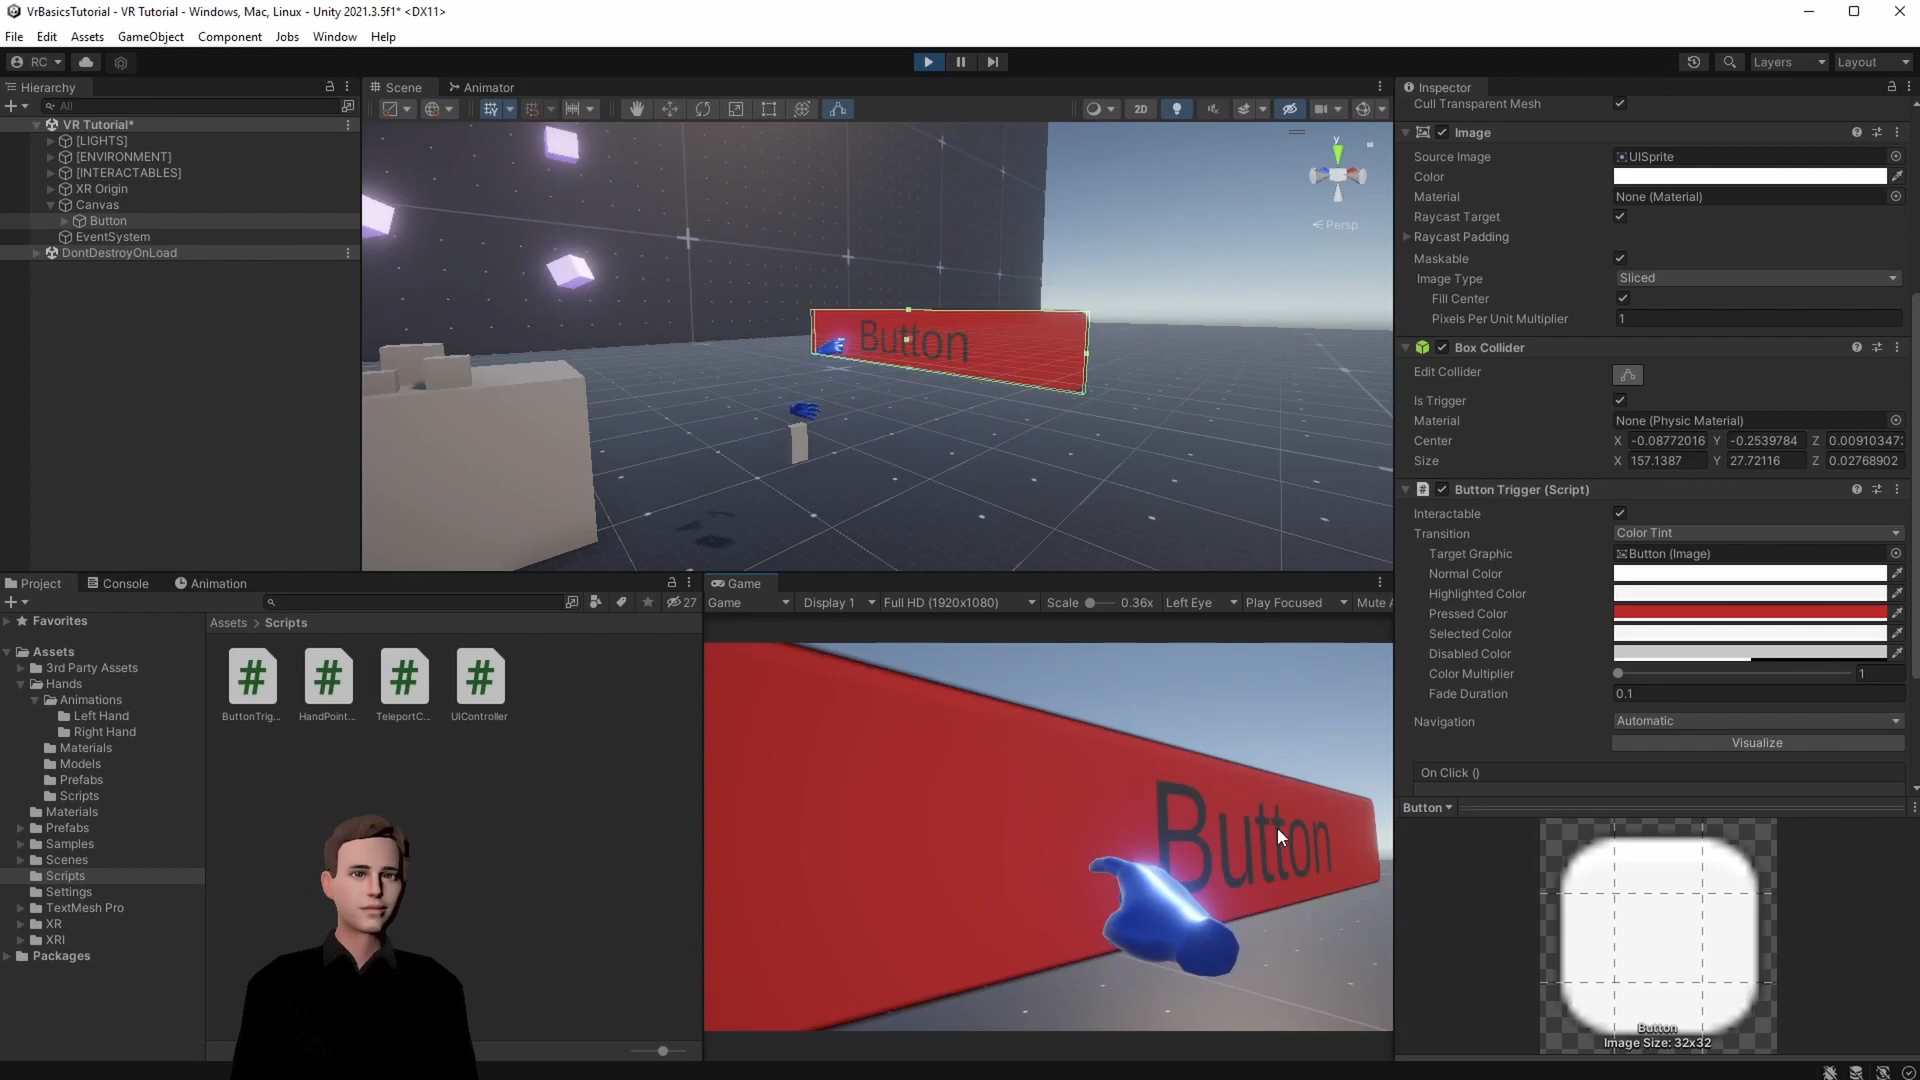 VrBasicsTutorial - VR Tutorial - Windows, Mac, Linux - Unity 2021.3.5f1* <DX11>
File Edit Assets GameObject Component Jobs Window Help
RC
Layers Layout
Hierarchy
All
VR Tutorial*
[LIGHTS]
[ENVIRONMENT]
[INTERACTABLES]
XR Origin
Canvas
Button
EventSystem
DontDestroyOnLoad
Scene Animator
2D
y
Persp
Button
Project Console Animation
27
Favorites
Assets
3rd Party Assets
Hands
Animations
Left Hand
Right Hand
Materials
Models
Prefabs
Scripts
Materials
Prefabs
Samples
Scenes
Scripts
Settings
TextMesh Pro
XR
XRI
Packages
Assets > Scripts
ButtonTrig... HandPoint... TeleportC... UIController
Game
Game Display 1 Full HD (1920x1080) Scale 0.36x Left Eye Play Focused Mute A
Button
Inspector
Cull Transparent Mesh
Image
Source Image UISprite
Color
Material None (Material)
Raycast Target
Raycast Padding
Maskable
Image Type Sliced
Fill Center
Pixels Per Unit Multiplier 1
Box Collider
Edit Collider
Is Trigger
Material None (Physic Material)
Center X -0.08772016 Y -0.2539784 Z 0.009103473
Size X 157.1387 Y 27.72116 Z 0.02768902
Button Trigger (Script)
Interactable
Transition Color Tint
Target Graphic Button (Image)
Normal Color
Highlighted Color
Pressed Color
Selected Color
Disabled Color
Color Multiplier 1
Fade Duration 0.1
Navigation Automatic
Visualize
On Click ()
Button
Button
Image Size: 32x32